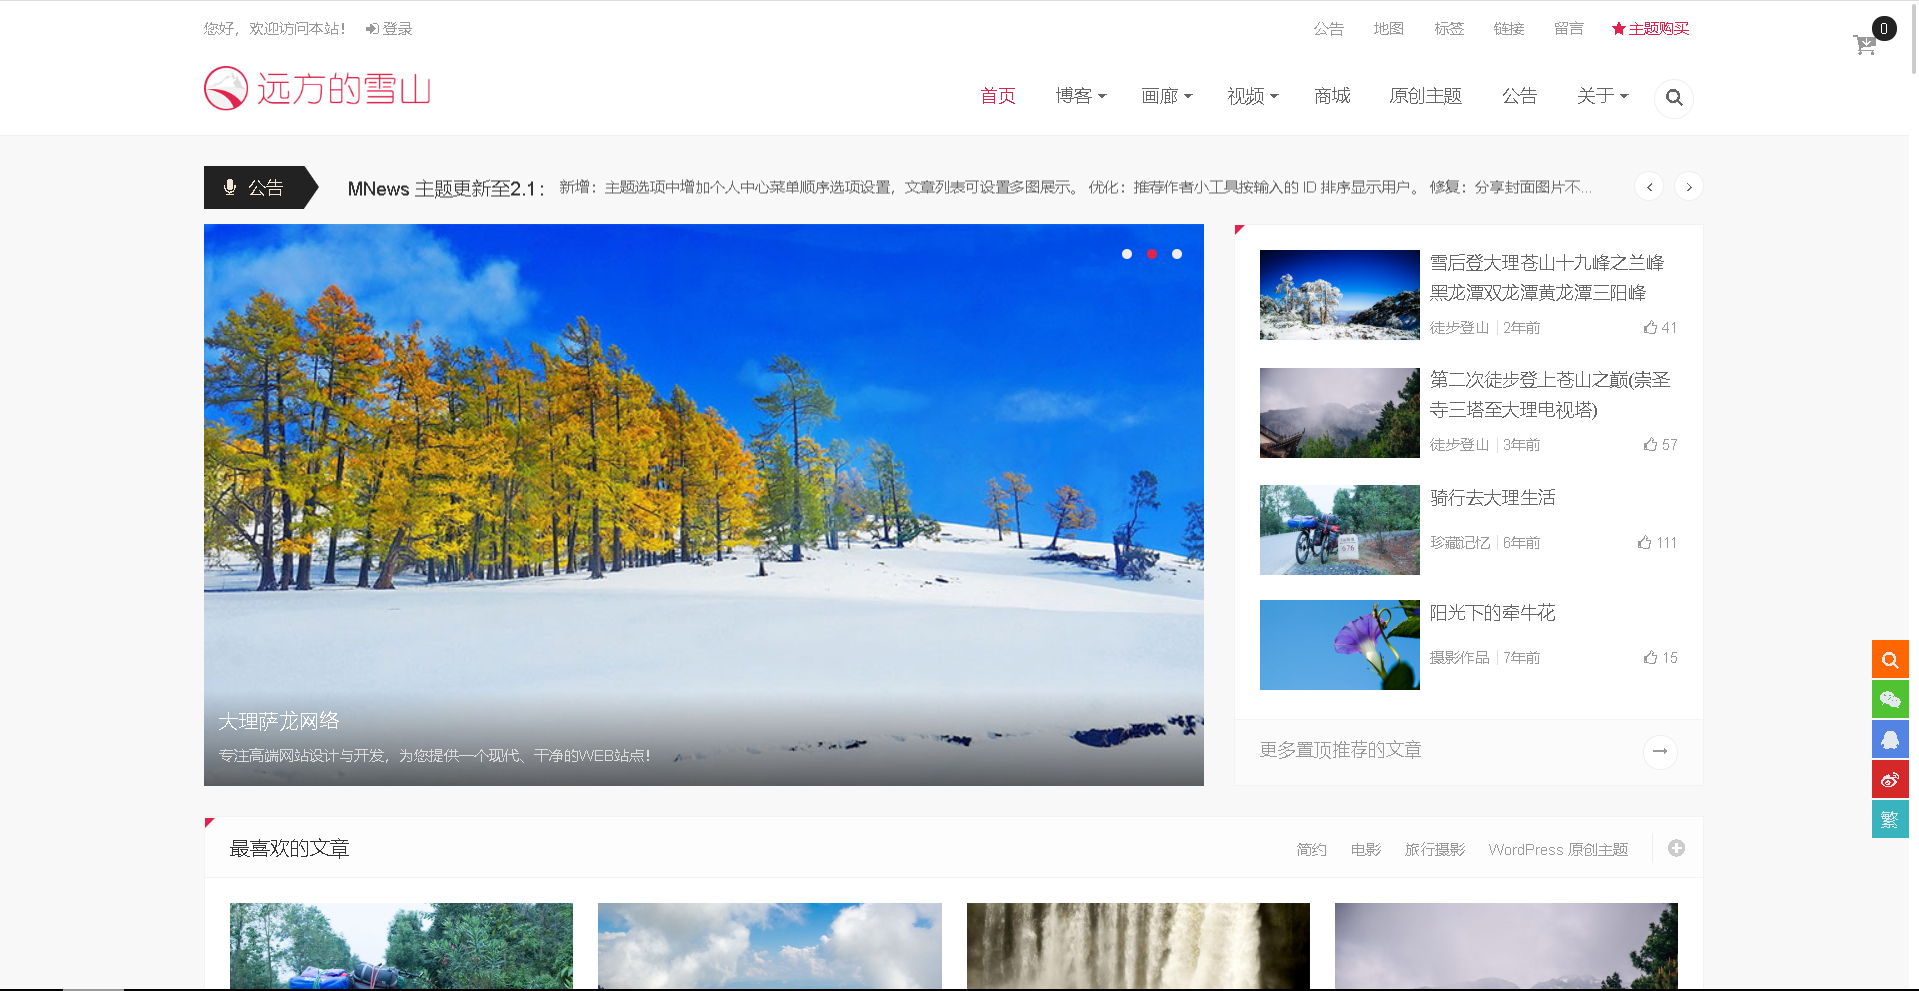 您好，欢迎访问本站！ 登录
公告 地图 标签 链接 留言 主题购买
0
远方的雪山
首页 博客 画廊 视频 商城 原创主题 公告 关于
公告
MNews 主题更新至2.1： 新增：主题选项中增加个人中心菜单顺序选项设置，文章列表可设置多图展示。 优化：推荐作者小工具按输入的 ID 排序显示用户。 修复：分享封面图片不...
大理萨龙网络
专注高端网站设计与开发，为您提供一个现代、干净的WEB站点！
雪后登大理苍山十九峰之兰峰
黑龙潭双龙潭黄龙潭三阳峰
徒步登山 2年前 41
第二次徒步登上苍山之巅(崇圣
寺三塔至大理电视塔)
徒步登山 3年前 57
骑行去大理生活
珍藏记忆 6年前 111
阳光下的牵牛花
摄影作品 7年前 15
更多置顶推荐的文章
繁
最喜欢的文章
简约 电影 旅行摄影 WordPress 原创主题